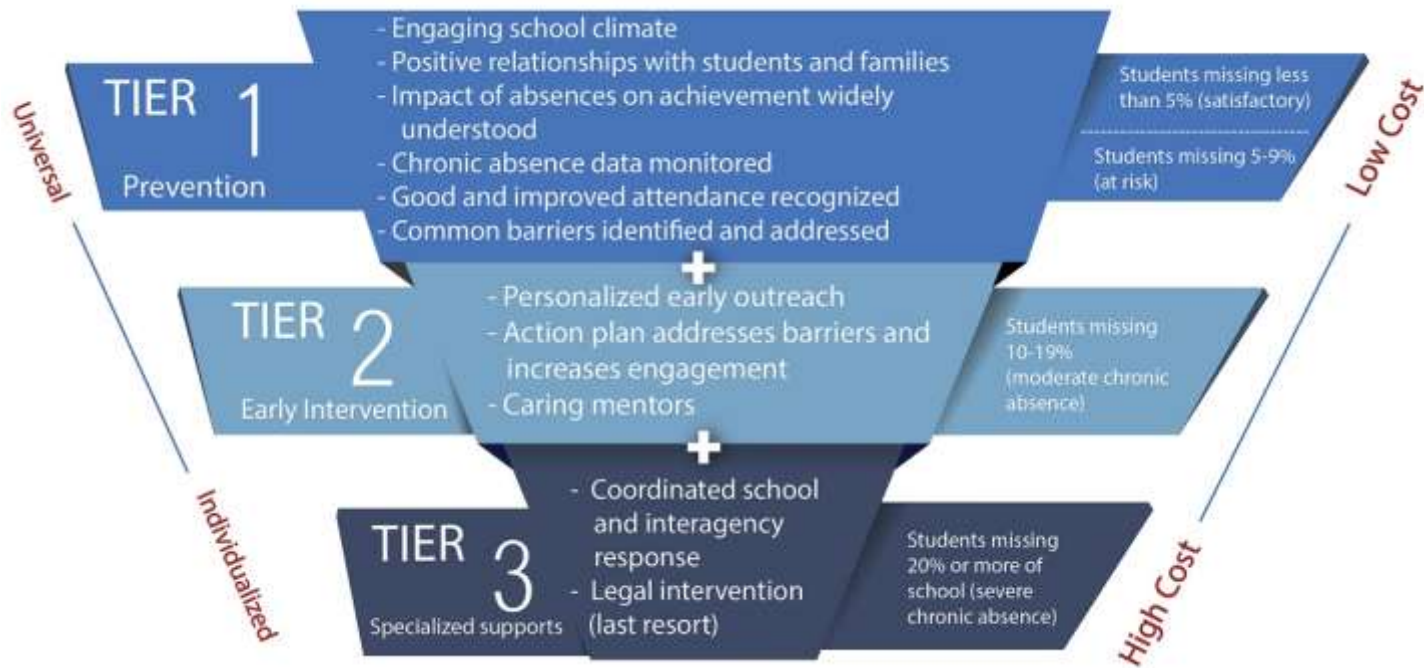 Universal
Individualized
TIER 1
Prevention
- Engaging school climate
- Positive relationships with students and families
- Impact of absences on achievement widely
understood
- Chronic absence data monitored
- Good and improved attendance recognized
- Common barriers identified and addressed
Students missing less
than 5% (satisfactory)
Students missing 5-9%
(at risk)
+
TIER 2
Early Intervention
- Personalized early outreach
- Action plan addresses barriers and
increases engagement
- Caring mentors
Students missing
10-19%
(moderate chronic
absence)
+
TIER 3
Specialized supports
- Coordinated school
and interagency
response
- Legal intervention
(last resort)
Students missing
20% or more of
school (severe
chronic absence)
Low Cost
High Cost